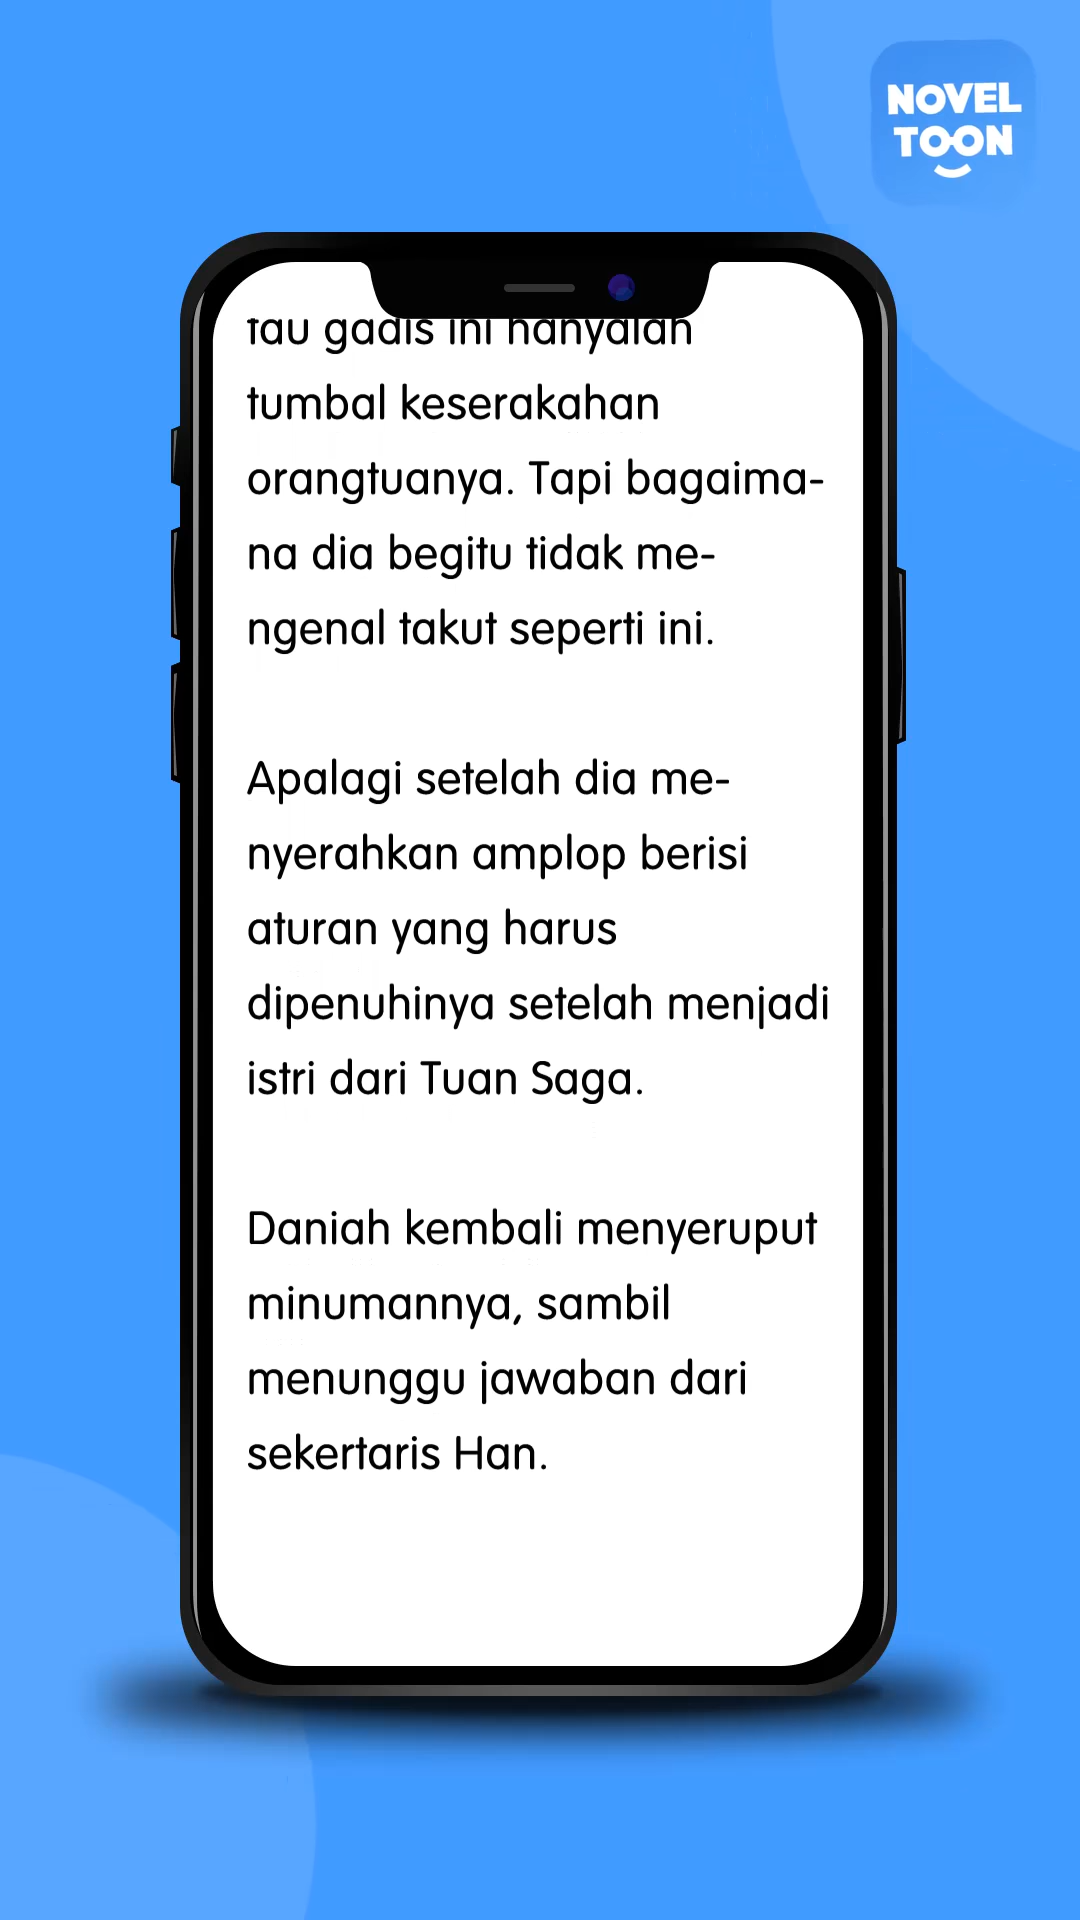 NOVEL
TOON
tau gadis ini hanyalah
tumbal keserakahan
orangtuanya. Tapi bagaima-
na dia begitu tidak me-
ngenal takut seperti ini.
Apalagi setelah dia me-
nyerahkan amplop berisi
aturan yang harus
dipenuhinya setelah menjadi
istri dari Tuan Saga.
Daniah kembali menyeruput
minumannya, sambil
menunggu jawaban dari
sekertaris Han.